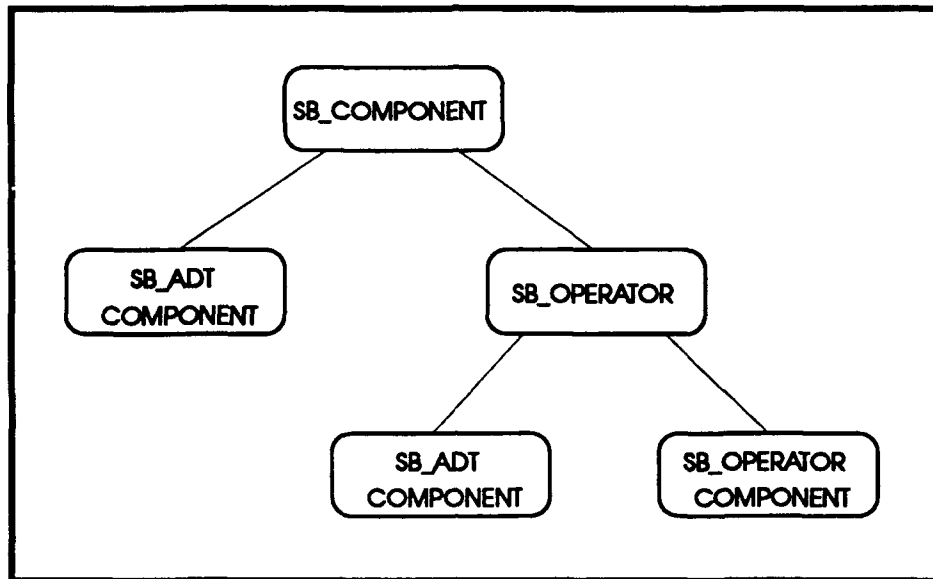 SB_COMPONENT
SB_ADT
COMPONENT
SB_OPERATOR
SB_ADT
COMPONENT
SB_OPERATOR
COMPONENT